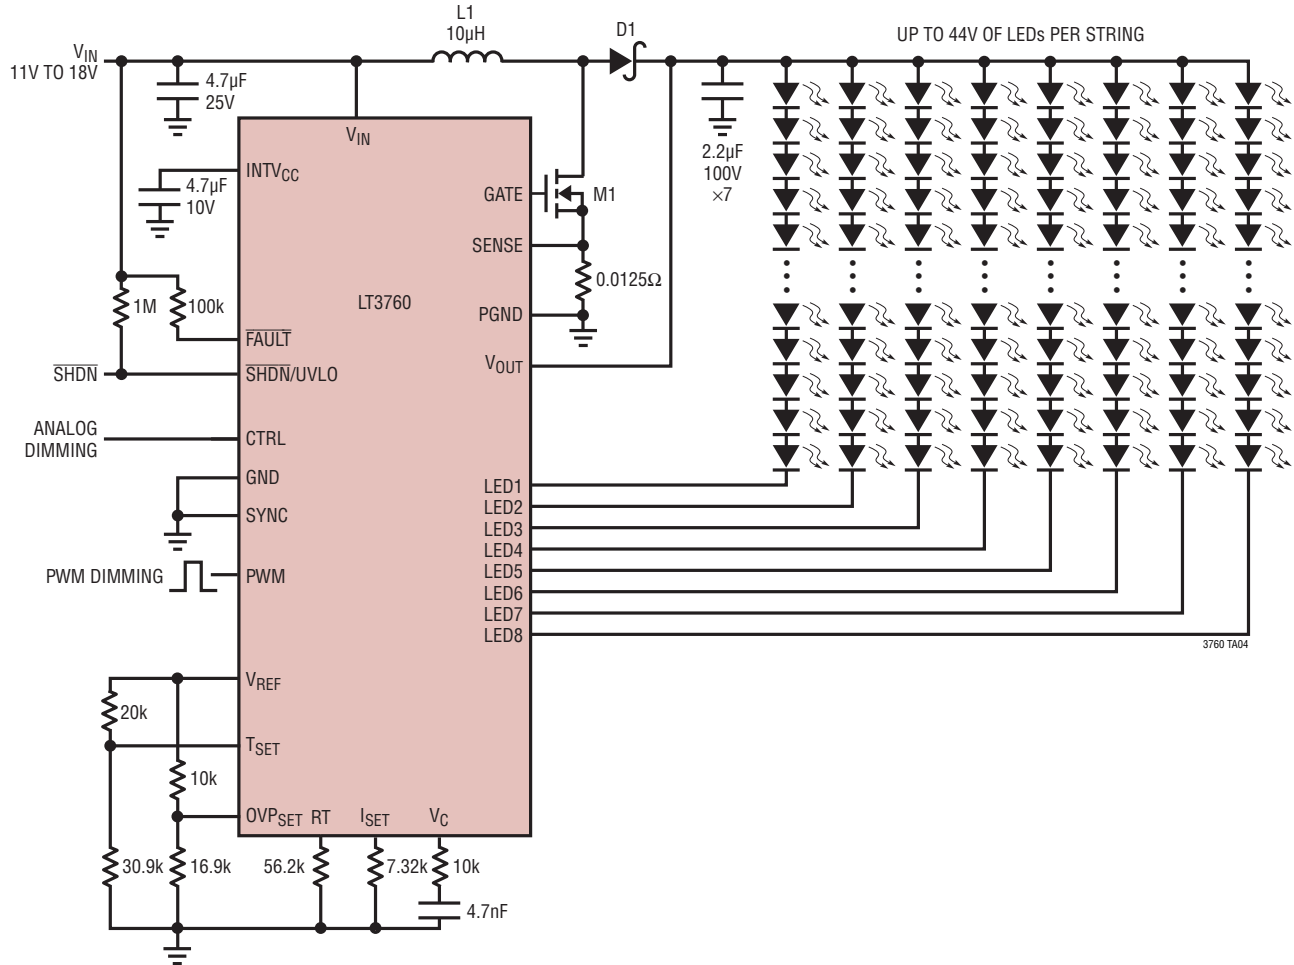 L1
10µH
D1
UP TO 44V OF LEDs PER STRING
VIN
11V TO 18V
4.7µF
25V
VIN
2.2µF
100V
×7
INTVCC
4.7µF
10V
GATE
M1
SENSE
0.0125Ω
LT3760
1M
100k
PGND
FAULT
VOUT
SHDN
SHDN/UVLO
ANALOG
DIMMING
CTRL
GND
SYNC
PWM DIMMING
PWM
LED1
LED2
LED3
LED4
LED5
LED6
LED7
LED8
3760 TA04
VREF
20k
TSET
10k
OVPSET
RT
ISET
VC
30.9k
16.9k
56.2k
7.32k
10k
4.7nF